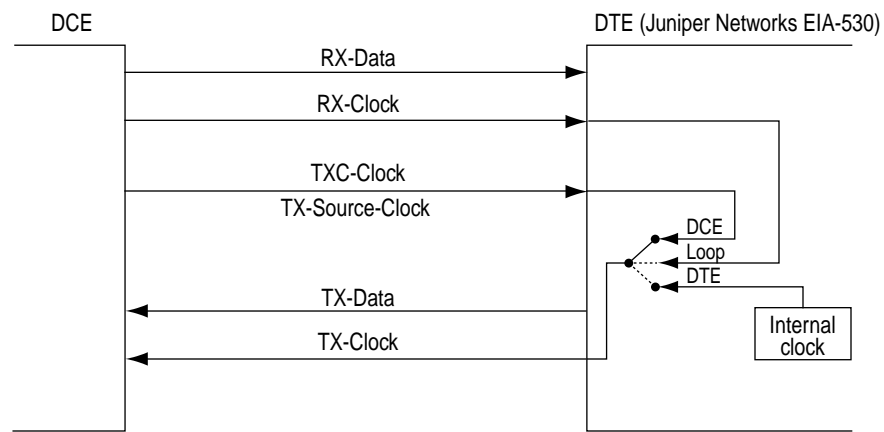 DCE
DTE (Juniper Networks EIA-530)
RX-Data
RX-Clock
TXC-Clock
TX-Source-Clock
DCE
Loop
DTE
TX-Data
Internal
clock
TX-Clock